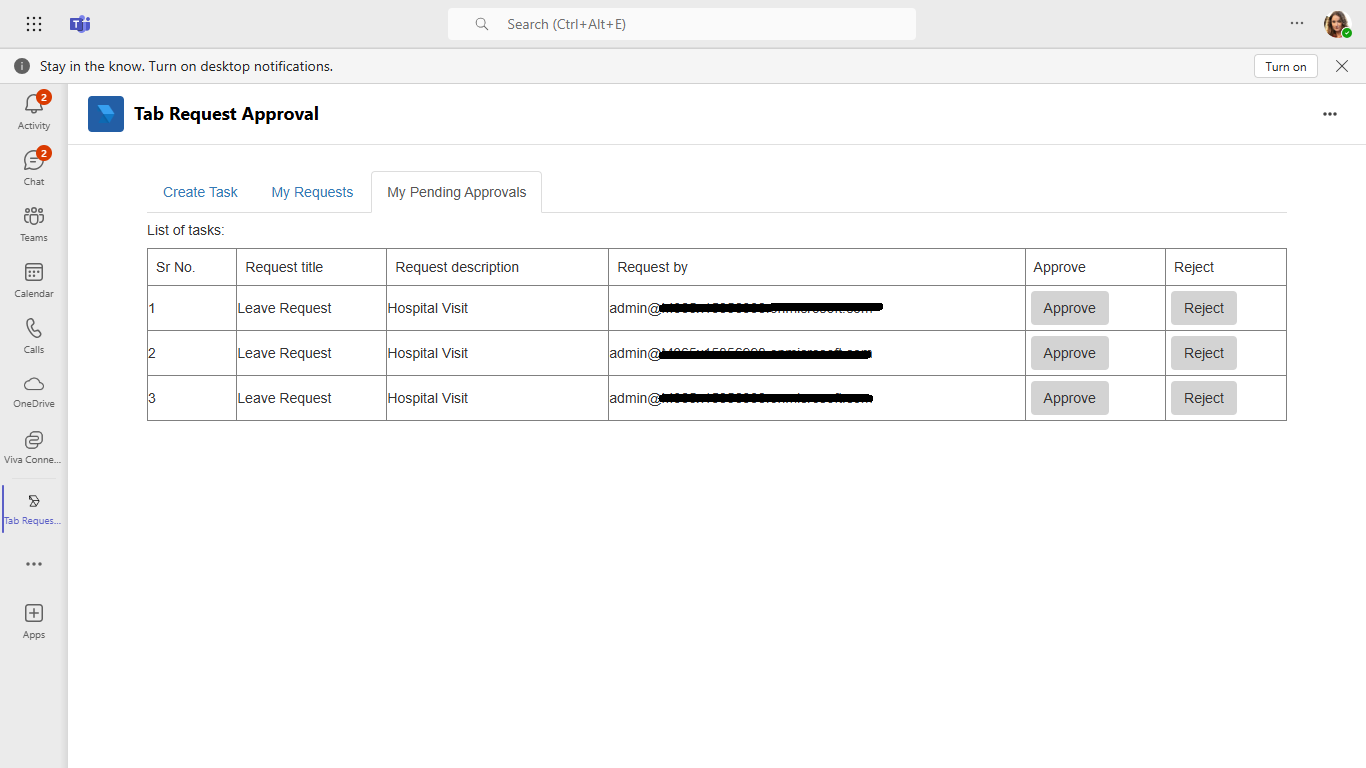 Search (Ctrl+Alt+E)
Stay in the know. Turn on desktop notifications.
Turn on
2
Activity
2
Chat
Teams
Calendar
Calls
OneDrive
Viva Conne...
Tab Reques...
Apps
Tab Request Approval
Create Task My Requests My Pending Approvals
List of tasks:
Sr No. Request title Request description Request by Approve Reject
1 Leave Request Hospital Visit admin@ Approve Reject
2 Leave Request Hospital Visit admin@ Approve Reject
3 Leave Request Hospital Visit admin@ Approve Reject